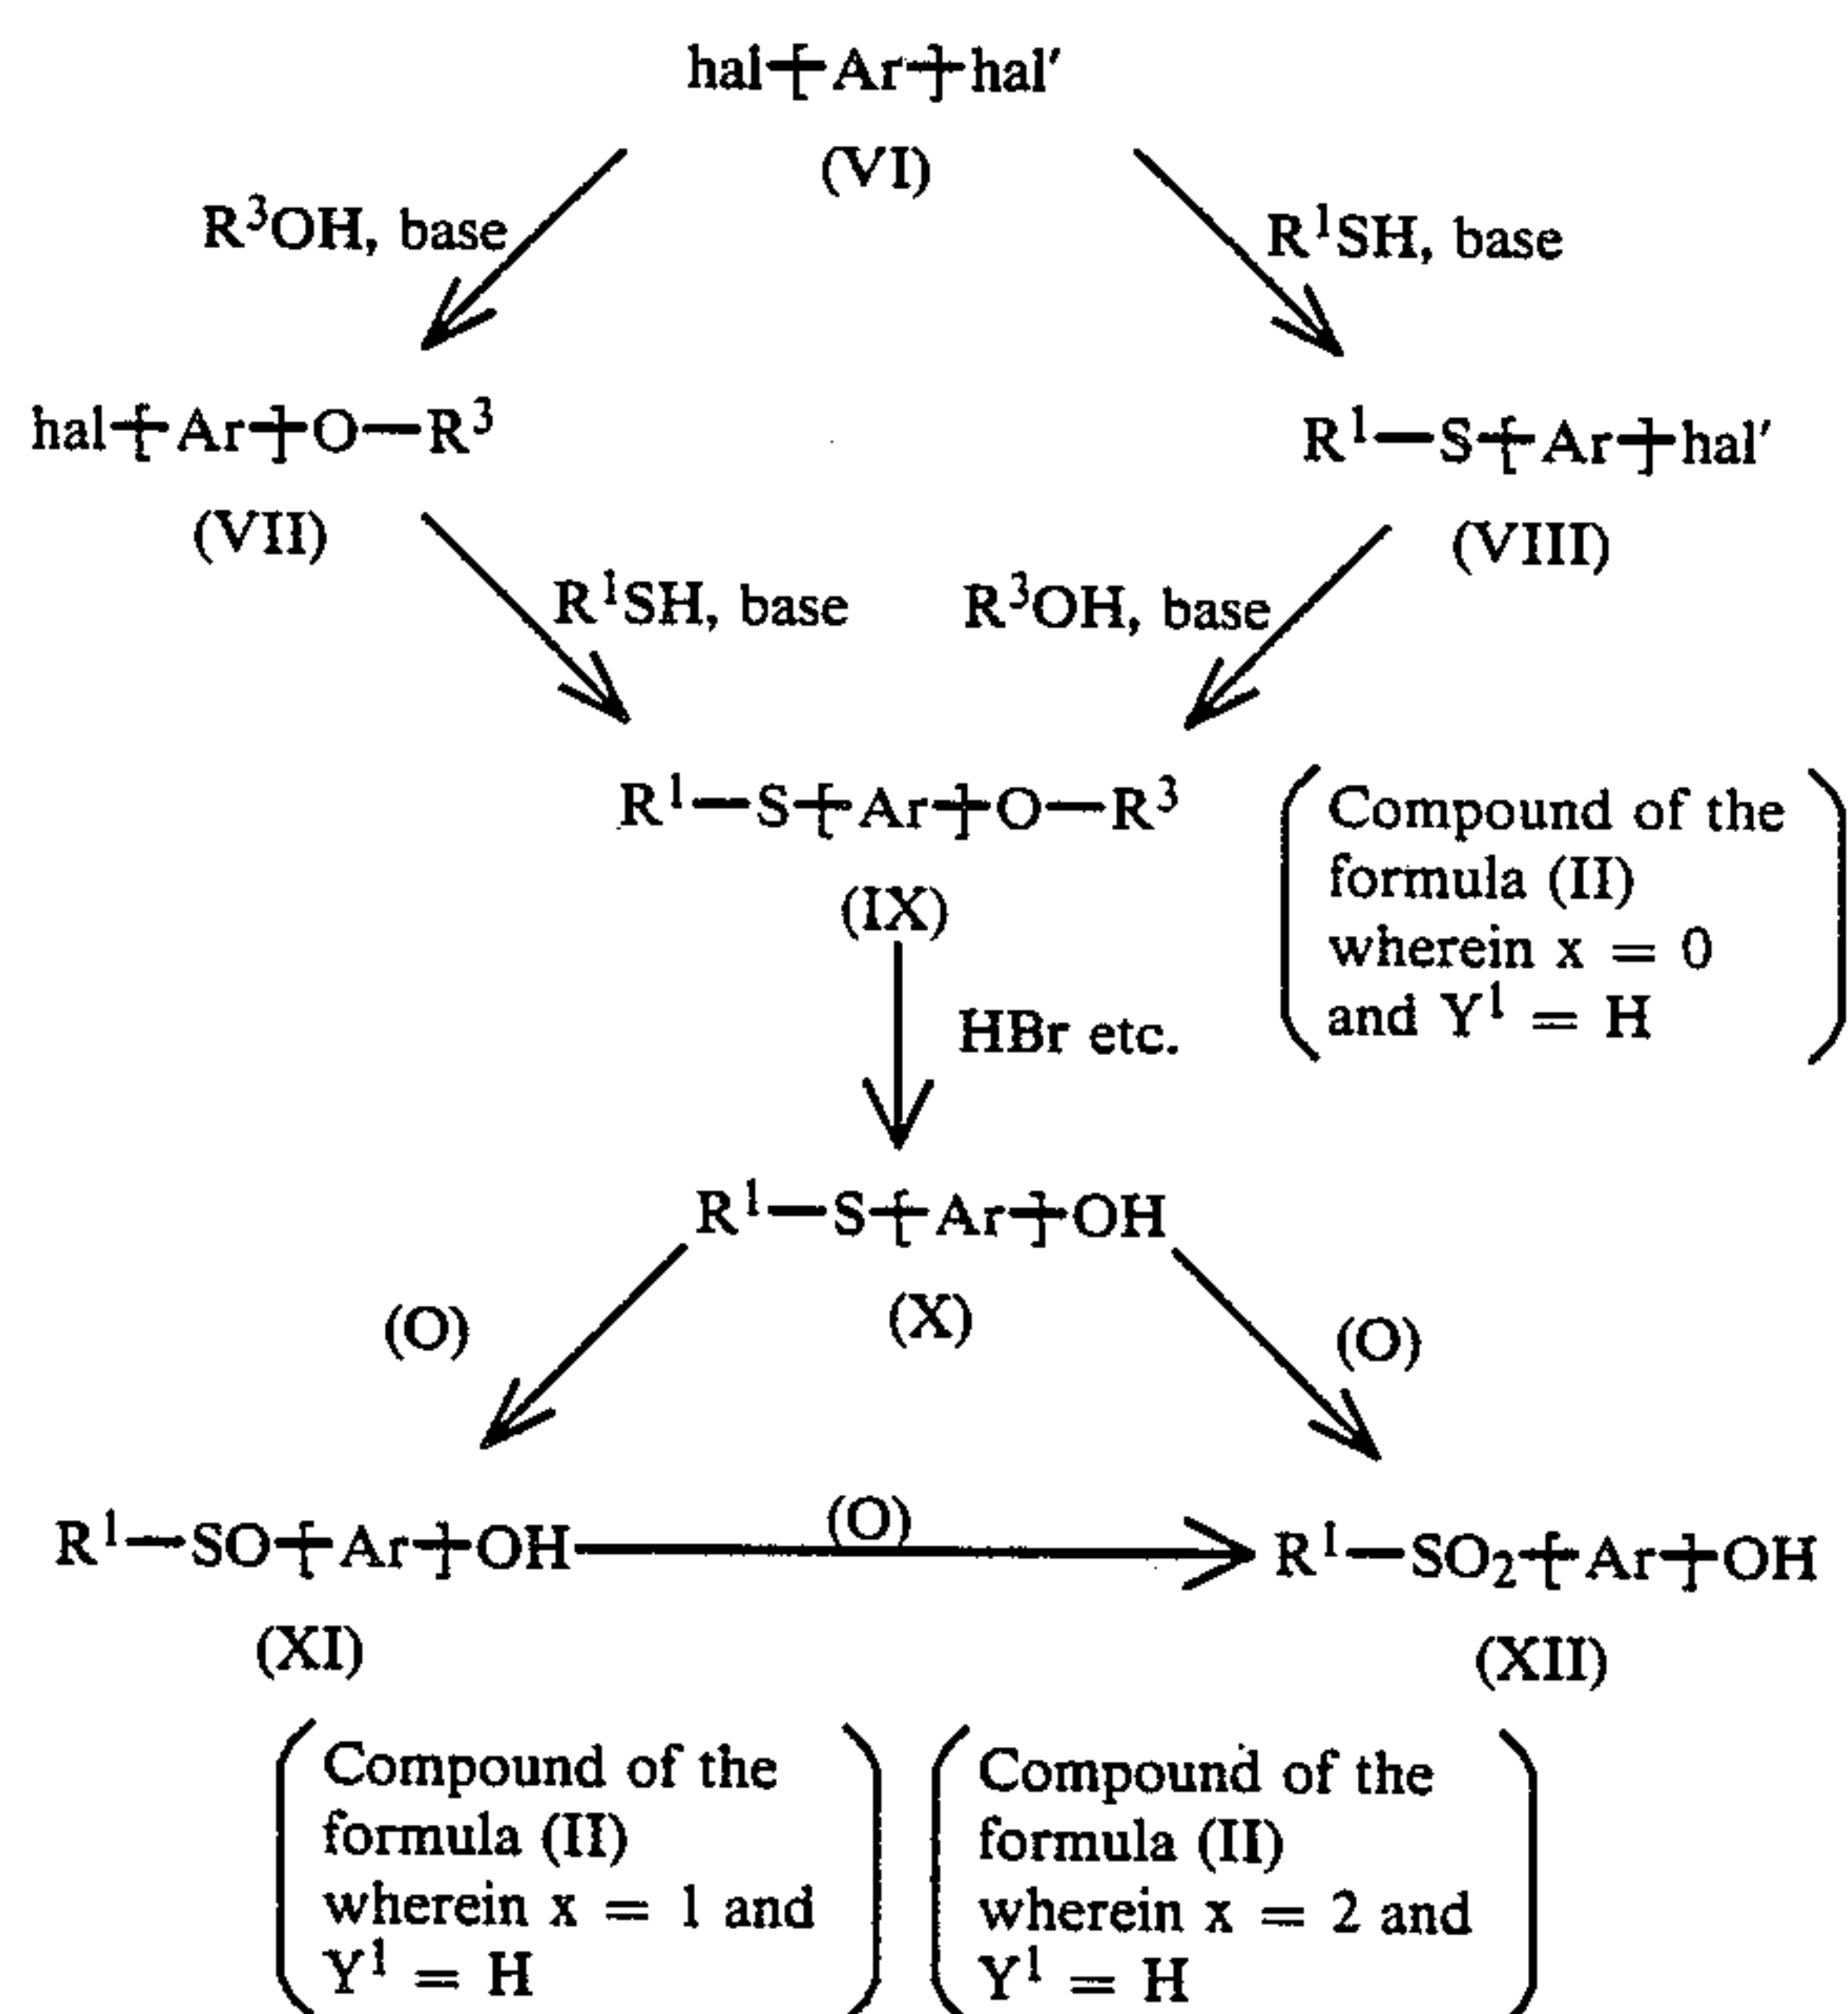 hal-[Ar]-hal′
(VI)
R³OH, base
R¹SH, base
hal-[Ar]-O—R³
(VII)
R¹—S-[Ar]-hal′
(VIII)
R¹SH, base
R³OH, base
R¹—S-[Ar]-O—R³
(IX)
Compound of the
formula (II)
wherein x = 0
and Y¹ = H
HBr etc.
R¹—S-[Ar]-OH
(X)
(O)
(O)
R¹—SO-[Ar]-OH
(XI)
(O)
R¹—SO₂-[Ar]-OH
(XII)
Compound of the
formula (II)
wherein x = 1 and
Y¹ = H
Compound of the
formula (II)
wherein x = 2 and
Y¹ = H